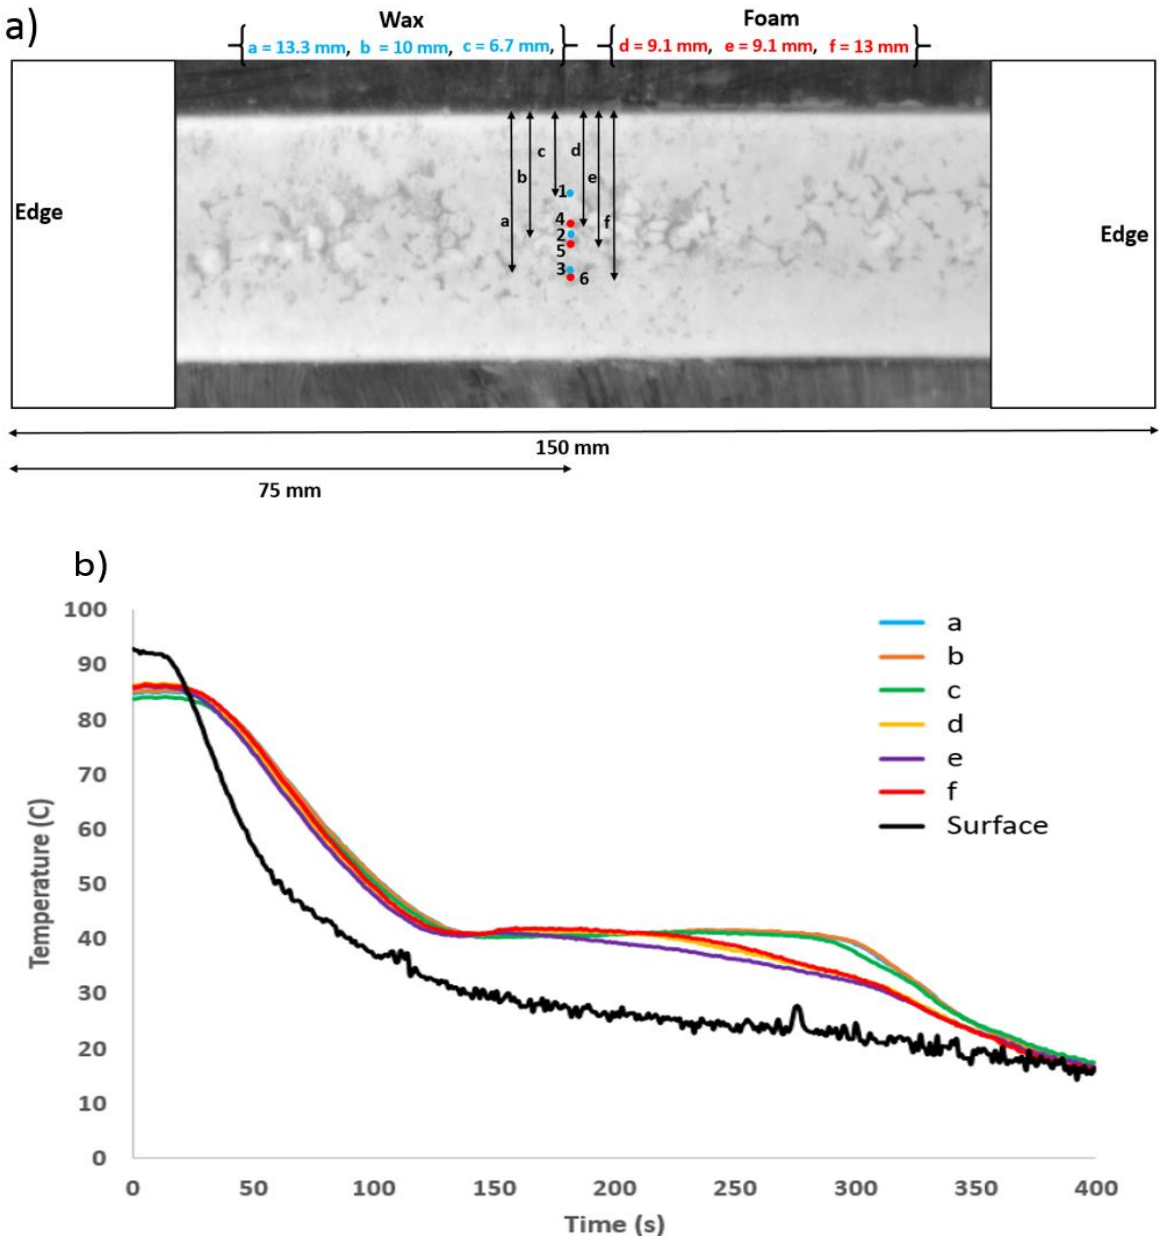 a)
Wax
Foam
a = 13.3 mm, b = 10 mm, c = 6.7 mm,
d = 9.1 mm, e = 9.1 mm, f = 13 mm
c
d
b
e
1
Edge
a
4
f
Edge
2
5
3
6
150 mm
75 mm
b)
100
90
80
70
60
50
40
30
20
10
0
Temperature (C)
a
b
c
d
e
f
Surface
0 50 100 150 200 250 300 350 400
Time (s)